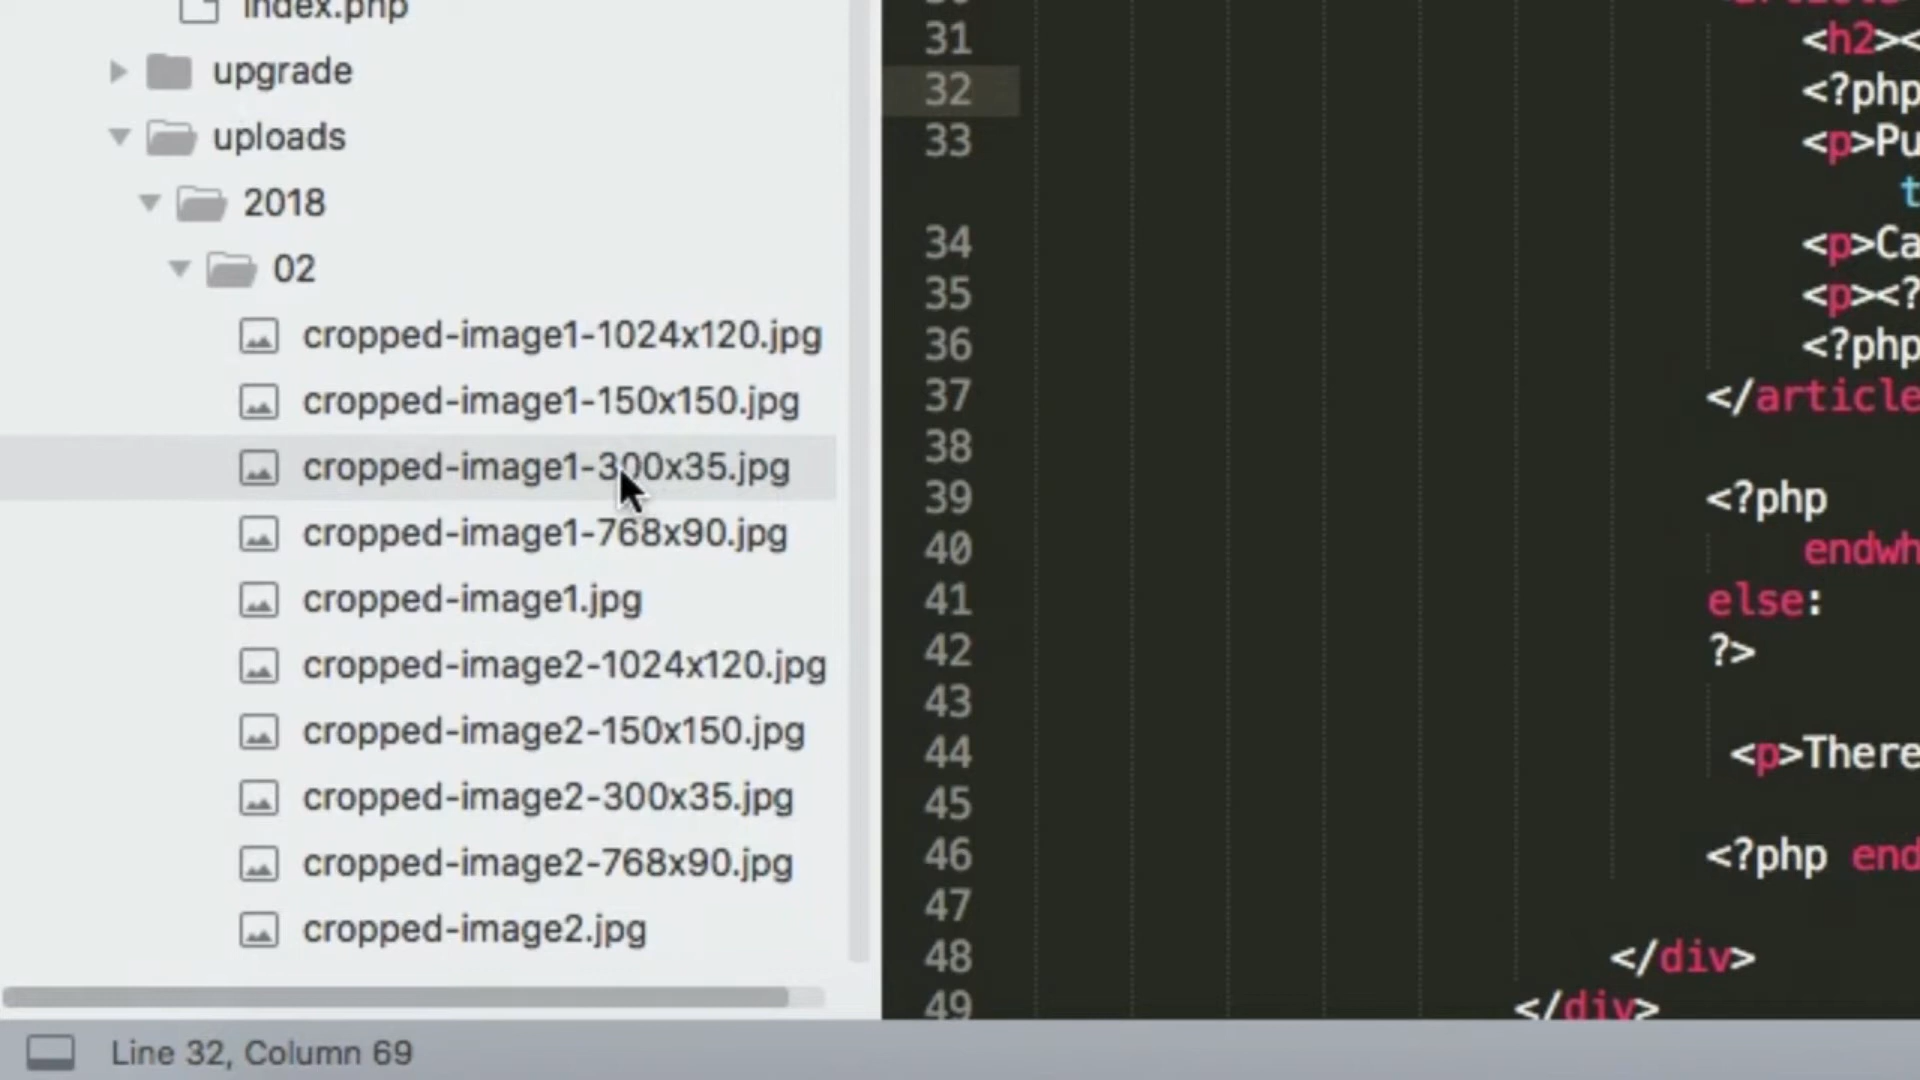 index.php
upgrade
uploads
2018
02
cropped-image1-1024x120.jpg
cropped-image1-150x150.jpg
cropped-image1-300x35.jpg
cropped-image1-768x90.jpg
cropped-image1.jpg
cropped-image2-1024x120.jpg
cropped-image2-150x150.jpg
cropped-image2-300x35.jpg
cropped-image2-768x90.jpg
cropped-image2.jpg
Line 32, Column 69
31 <h2><
32 <?php
33 <p>Pu
t
34 <p>Ca
35 <p><?
36 <?php
37 </article
38
39 <?php
40 endwh
41 else:
42 ?>
43
44 <p>There
45
46 <?php end
47
48 </div>
49 </div>